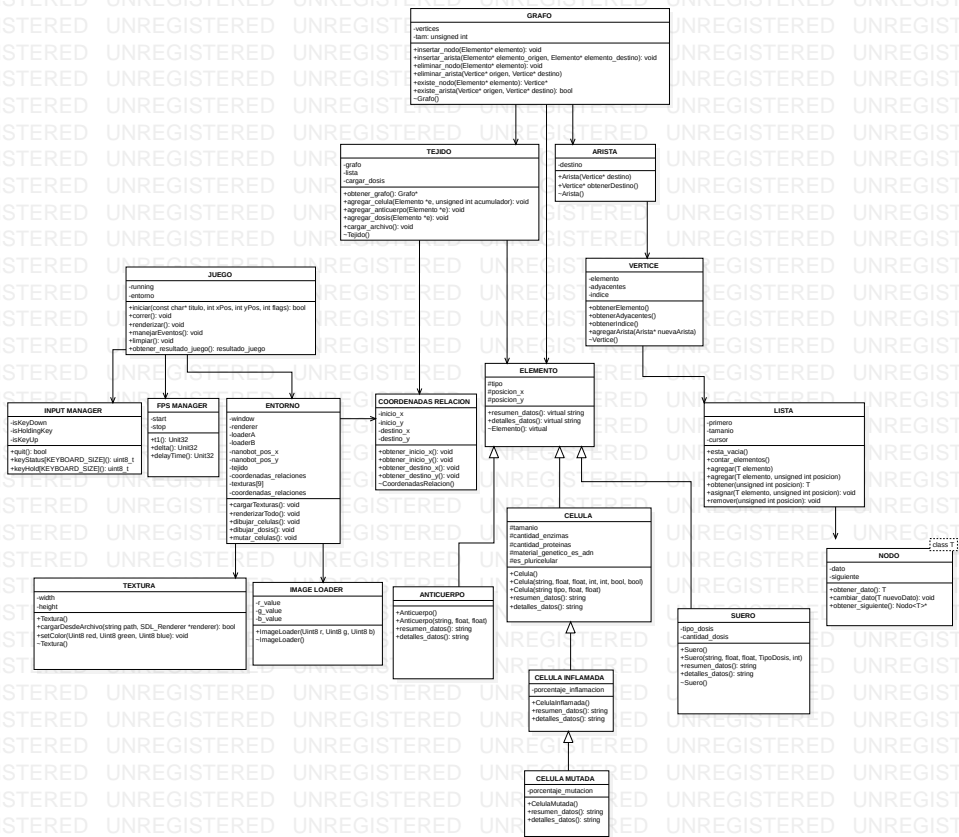 GRAFO
-vertices
-tam: unsigned int
+insertar_nodo(Elemento* elemento): void
+insertar_arista(Elemento* elemento_origen, Elemento* elemento_destino): void
+eliminar_nodo(Elemento* elemento): void
+eliminar_arista(Vertice* origen, Vertice* destino)
+existe_nodo(Elemento* elemento): Vertice*
+existe_arista(Vertice* origen, Vertice* destino): bool
~Grafo()
TEJIDO
-grafo
-lista
-cargar_dosis
+obtener_grafo(): Grafo*
+agregar_celula(Elemento *e, unsigned int acumulador): void
+agregar_anticuerpo(Elemento *e): void
+agregar_dosis(Elemento *e): void
+cargar_archivo(): void
~Tejido()
ARISTA
-destino
+Arista(Vertice* destino)
+Vertice* obtenerDestino()
~Arista()
VERTICE
-elemento
-adyacentes
-indice
+obtenerElemento()
+obtenerAdyacentes()
+obtenerIndice()
+agregarArista(Arista* nuevaArista)
~Vertice()
JUEGO
-running
-entorno
+iniciar(const char* titulo, int xPos, int yPos, int flags): bool
+correr(): void
+renderizar(): void
+manejarEventos(): void
+limpiar(): void
+obtener_resultado_juego(): resultado_juego
INPUT MANAGER
-isKeyDown
-isHoldingKey
-isKeyUp
+quit(): bool
+keyStatus[KEYBOARD_SIZE](): uint8_t
+keyHold[KEYBOARD_SIZE](): uint8_t
FPS MANAGER
-start
-stop
+t1(): Unit32
+delta(): Unit32
+delayTime(): Unit32
ENTORNO
-window
-renderer
-loaderA
-loaderB
-nanobot_pos_x
-nanobot_pos_y
-tejido
-coordenadas_relaciones
-texturas[9]
-coordenadas_relaciones
+cargarTexturas(): void
+renderizarTodo(): void
+dibujar_celulas(): void
+dibujar_dosis(): void
+mutar_celulas(): void
COORDENADAS RELACION
-inicio_x
-inicio_y
-destino_x
-destino_y
+obtener_inicio_x(): void
+obtener_inicio_y(): void
+obtener_destino_x(): void
+obtener_destino_y(): void
~CoordenadasRelacion()
ELEMENTO
#tipo
#posicion_x
#posicion_y
+resumen_datos(): virtual string
+detalles_datos(): virtual string
~Elemento(): virtual
LISTA
-primero
-tamanio
-cursor
+esta_vacia()
+contar_elementos()
+agregar(T elemento)
+agregar(T elemento, unsigned int posicion)
+obtener(unsigned int posicion): T
+asignar(T elemento, unsigned int posicion): void
+remover(unsigned int posicion): void
class T
NODO
-dato
-siguiente
+obtener_dato(): T
+cambiar_dato(T nuevoDato): void
+obtener_siguiente(): Nodo<T>*
CELULA
#tamanio
#cantidad_enzimas
#cantidad_proteinas
#material_genetico_es_adn
#es_pluricelular
+Celula()
+Celula(string, float, float, int, int, bool, bool)
+Celula(string tipo, float, float)
+resumen_datos(): string
+detalles_datos(): string
TEXTURA
-width
-height
+Textura()
+cargarDesdeArchivo(string path, SDL_Renderer *renderer): bool
+setColor(Uint8 red, Uint8 green, Uint8 blue): void
~Textura()
IMAGE LOADER
-r_value
-g_value
-b_value
+ImageLoader(Uint8 r, Uint8 g, Uint8 b)
~ImageLoader()
ANTICUERPO
+Anticuerpo()
+Anticuerpo(string, float, float)
+resumen_datos(): string
+detalles_datos(): string
SUERO
-tipo_dosis
-cantidad_dosis
+Suero()
+Suero(string, float, float, TipoDosis, int)
+resumen_datos(): string
+detalles_datos(): string
~Suero()
CELULA INFLAMADA
-porcentaje_inflamacion
+CelulaInflamada()
+resumen_datos(): string
+detalles_datos(): string
CELULA MUTADA
-porcentaje_mutacion
+CelulaMutada()
+resumen_datos(): string
+detalles_datos(): string